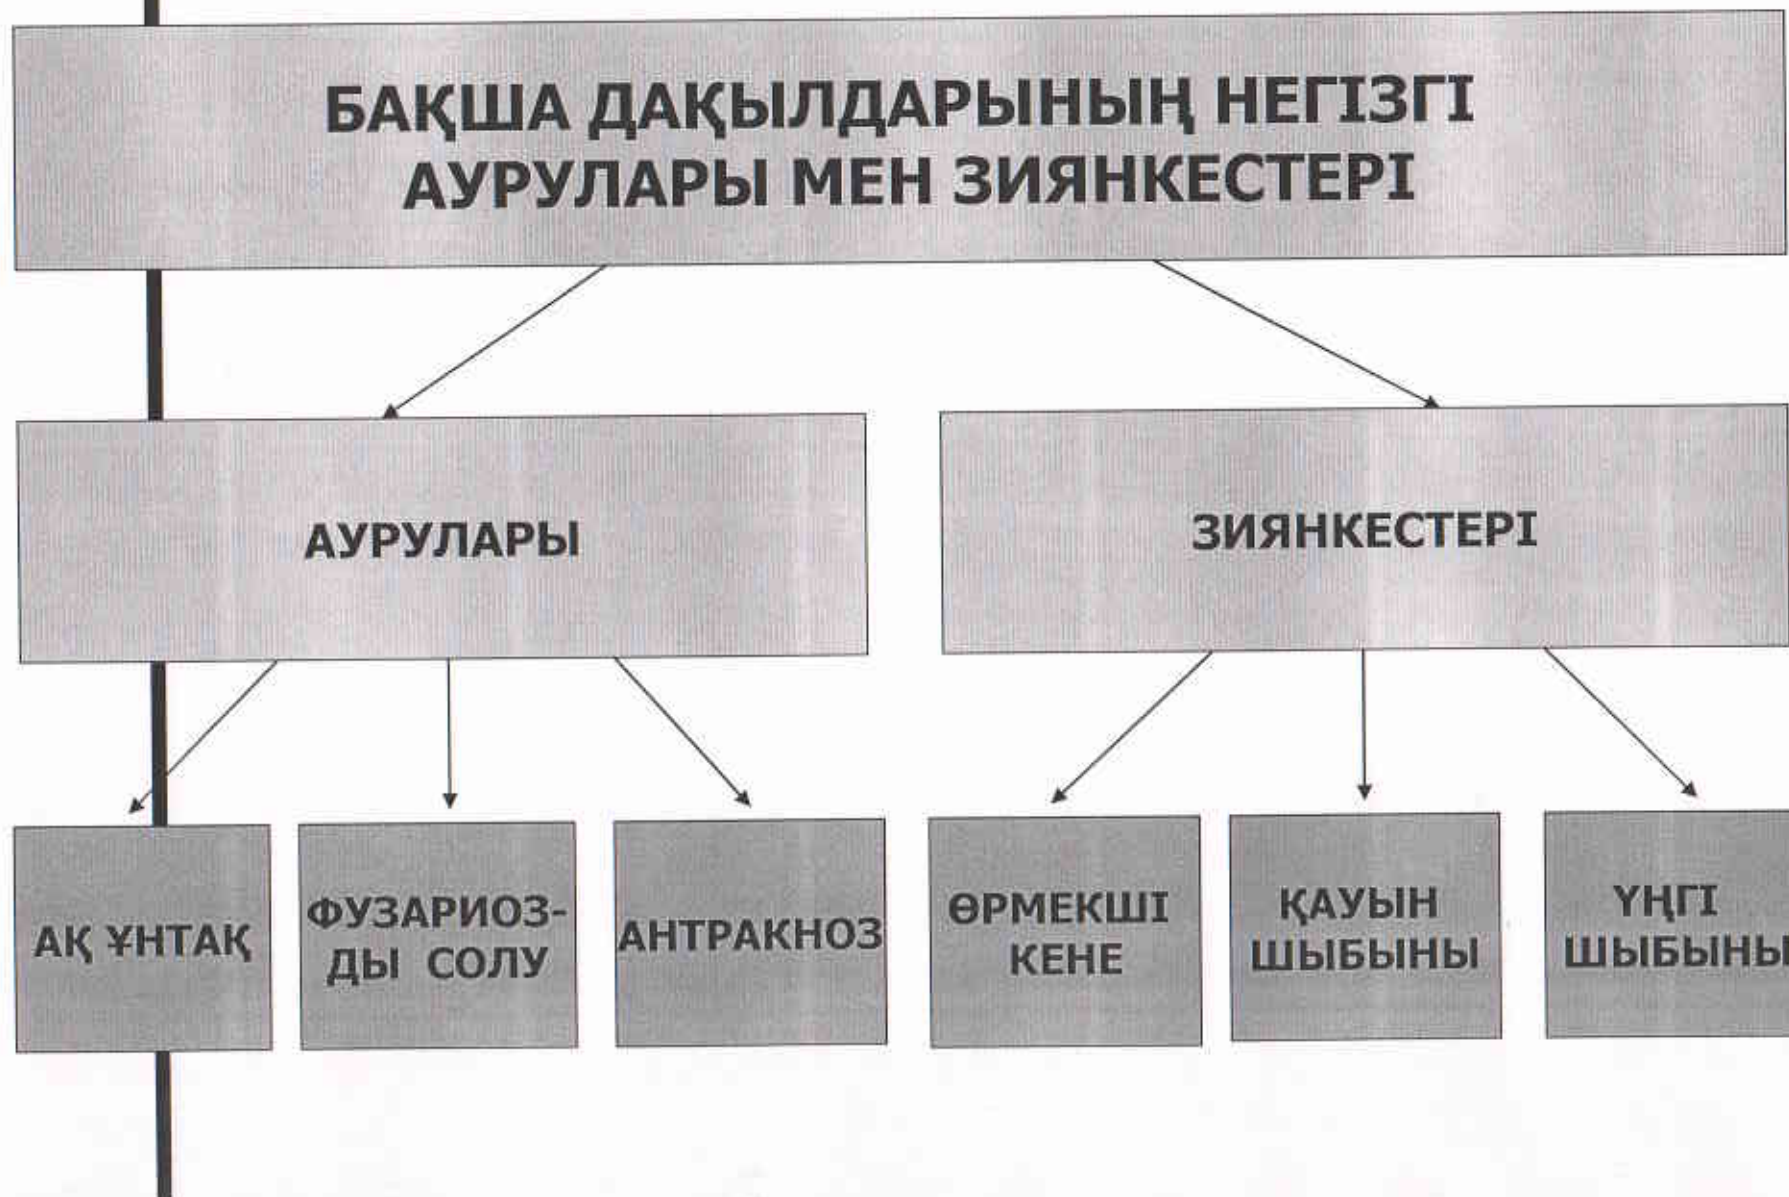 БАҚША ДАҚЫЛДАРЫНЫҢ НЕГІЗГІ
АУРУЛАРЫ МЕН ЗИЯНКЕСТЕРІ
АУРУЛАРЫ
ЗИЯНКЕСТЕРІ
АҚ ҰНТАҚ
ФУЗАРИОЗ-
ДЫ СОЛУ
АНТРАКНОЗ
ӨРМЕКШІ
КЕНЕ
ҚАУЫН
ШЫБЫНЫ
ҮҢГІ
ШЫБЫНЫ